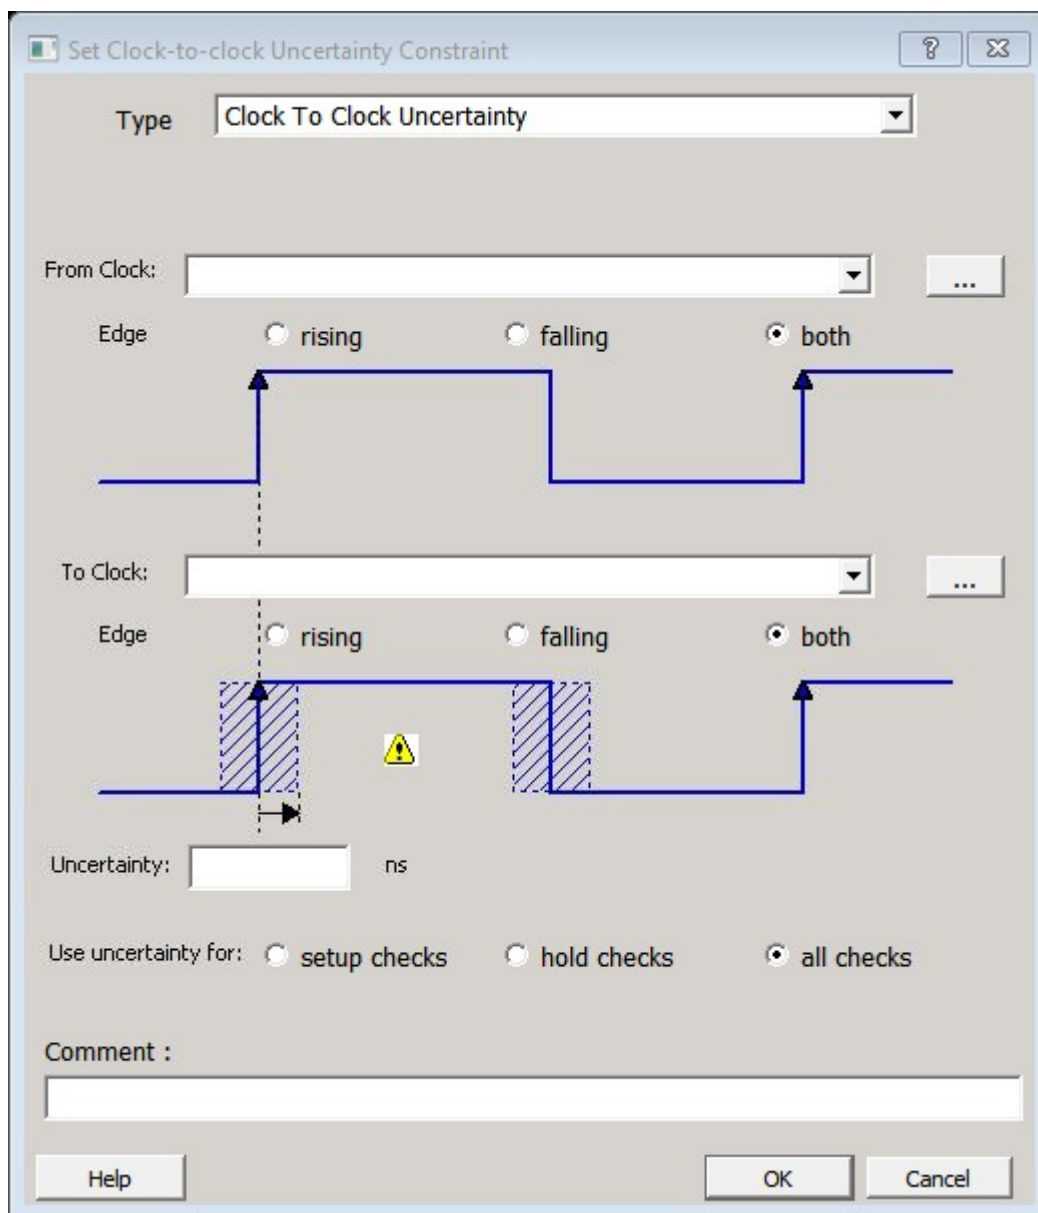 Set Clock-to-clock Uncertainty Constraint
Type Clock To Clock Uncertainty
From Clock: ...
Edge rising falling both
To Clock: ...
Edge rising falling both
Uncertainty: ns
Use uncertainty for: setup checks hold checks all checks
Comment :
Help OK Cancel